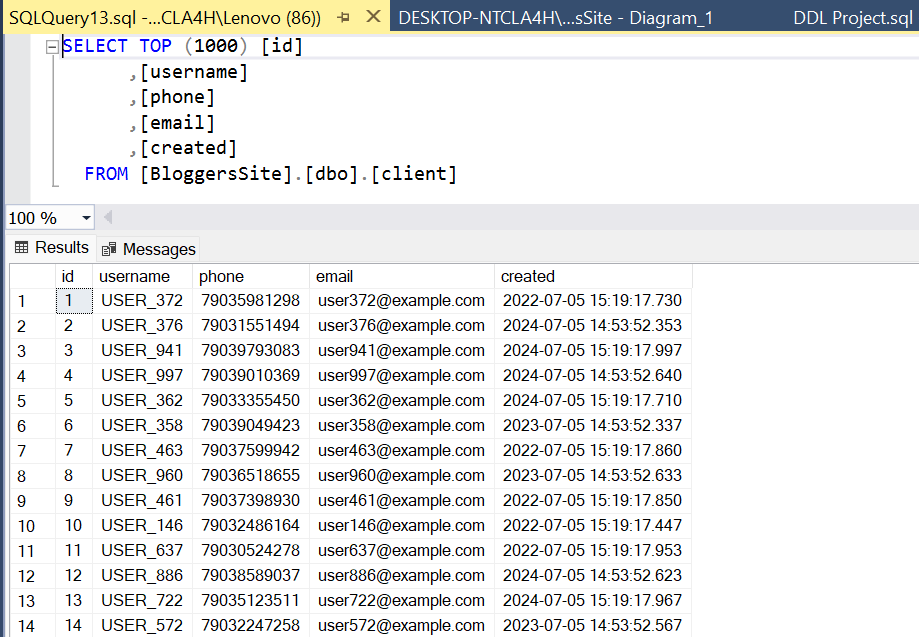 SQLQuery13.sql -...CLA4H\Lenovo (86)) DESKTOP-NTCLA4H\...sSite - Diagram_1 DDL Project.sql
SELECT TOP (1000) [id]
,[username]
,[phone]
,[email]
,[created]
FROM [BloggersSite].[dbo].[client]
100 %
Results Messages
id username phone email created
1 1 USER_372 79035981298 user372@example.com 2022-07-05 15:19:17.730
2 2 USER_376 79031551494 user376@example.com 2024-07-05 14:53:52.353
3 3 USER_941 79039793083 user941@example.com 2024-07-05 15:19:17.997
4 4 USER_997 79039010369 user997@example.com 2024-07-05 14:53:52.640
5 5 USER_362 79033355450 user362@example.com 2024-07-05 15:19:17.710
6 6 USER_358 79039049423 user358@example.com 2023-07-05 14:53:52.337
7 7 USER_463 79037599942 user463@example.com 2022-07-05 15:19:17.860
8 8 USER_960 79036518655 user960@example.com 2023-07-05 14:53:52.633
9 9 USER_461 79037398930 user461@example.com 2022-07-05 15:19:17.850
10 10 USER_146 79032486164 user146@example.com 2022-07-05 15:19:17.447
11 11 USER_637 79030524278 user637@example.com 2022-07-05 15:19:17.953
12 12 USER_886 79038589037 user886@example.com 2024-07-05 14:53:52.623
13 13 USER_722 79035123511 user722@example.com 2024-07-05 15:19:17.967
14 14 USER_572 79032247258 user572@example.com 2023-07-05 14:53:52.567